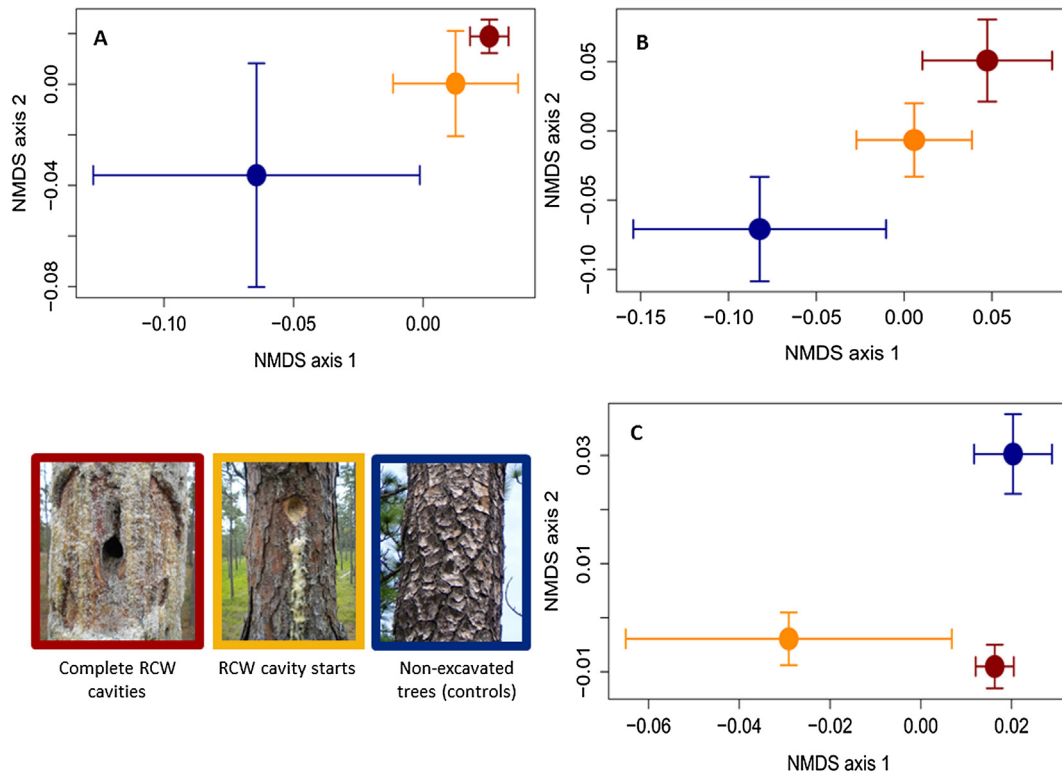 A
NMDS axis 2
0.00
−0.04
−0.08
−0.10
−0.05
0.00
NMDS axis 1
B
NMDS axis 2
0.05
0.00
−0.05
−0.10
−0.15
−0.10
−0.05
0.00
0.05
NMDS axis 1
Complete RCW
cavities
RCW cavity starts
Non-excavated
trees (controls)
C
NMDS axis 2
0.03
0.01
−0.01
−0.06
−0.04
−0.02
0.00
0.02
NMDS axis 1